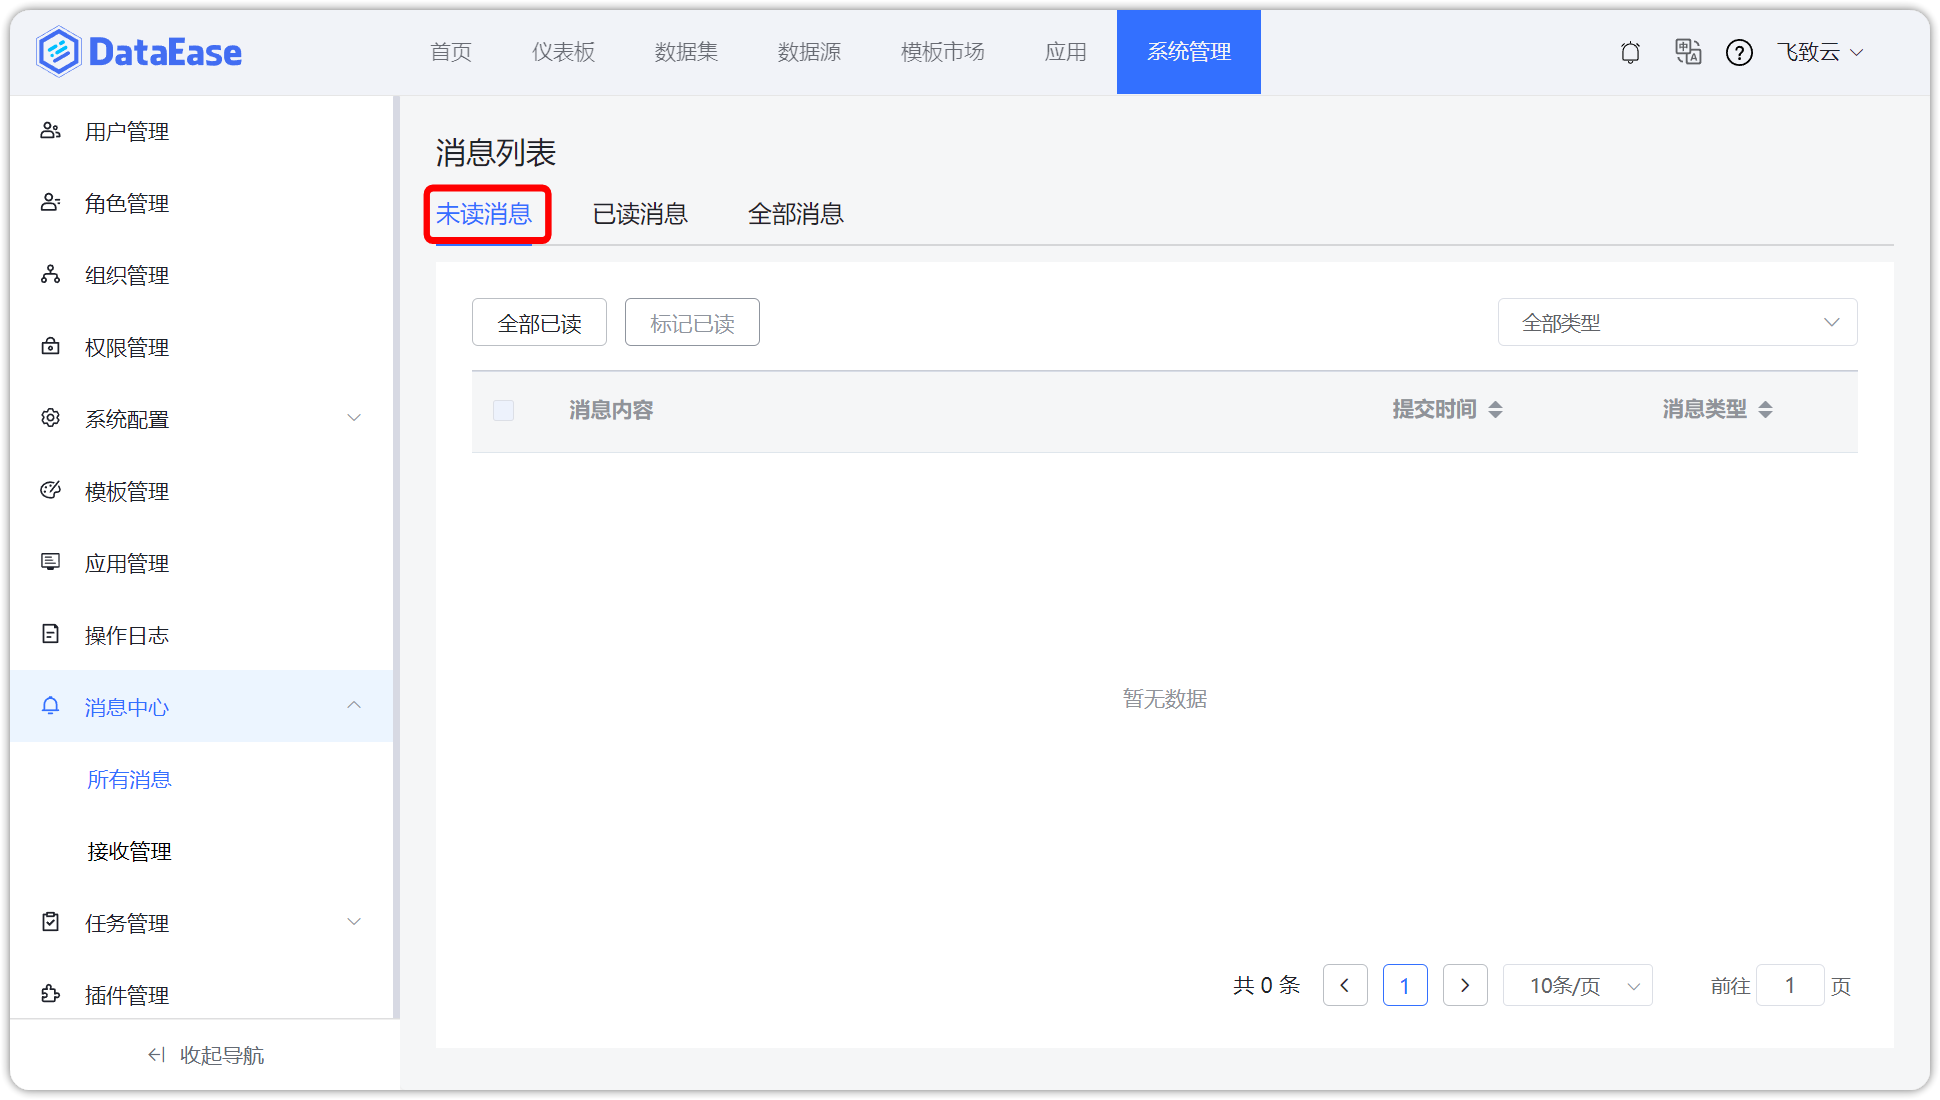 DataEase
首页 仪表板 数据集 数据源 模板市场 应用 系统管理 飞致云
用户管理
角色管理
组织管理
权限管理
系统配置
模板管理
应用管理
操作日志
消息中心
所有消息
接收管理
任务管理
插件管理
收起导航
消息列表
未读消息 已读消息 全部消息
全部已读 标记已读 全部类型
消息内容 提交时间 消息类型
暂无数据
共 0 条 1 10条/页 前往 1 页